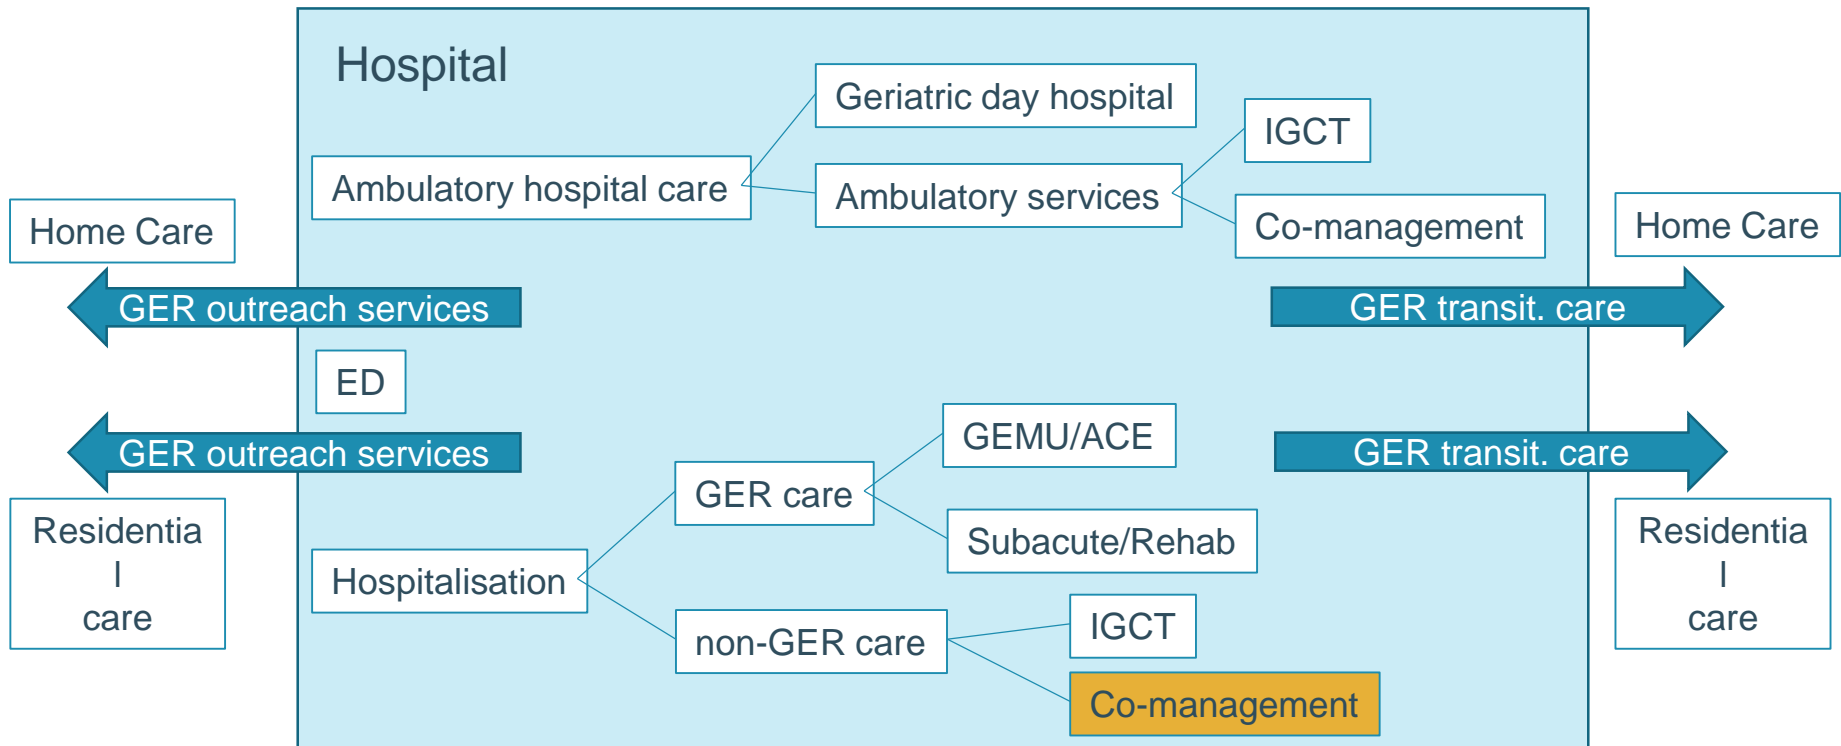 Hospital
Geriatric day hospital
IGCT
Ambulatory hospital care
Ambulatory services
Co-management
Home Care
Home Care
GER outreach services
GER transit. care
ED
GEMU/ACE
GER outreach services
GER transit. care
GER care
Residentia
l
care
Subacute/Rehab
Residentia
l
care
Hospitalisation
non-GER care
IGCT
Co-management